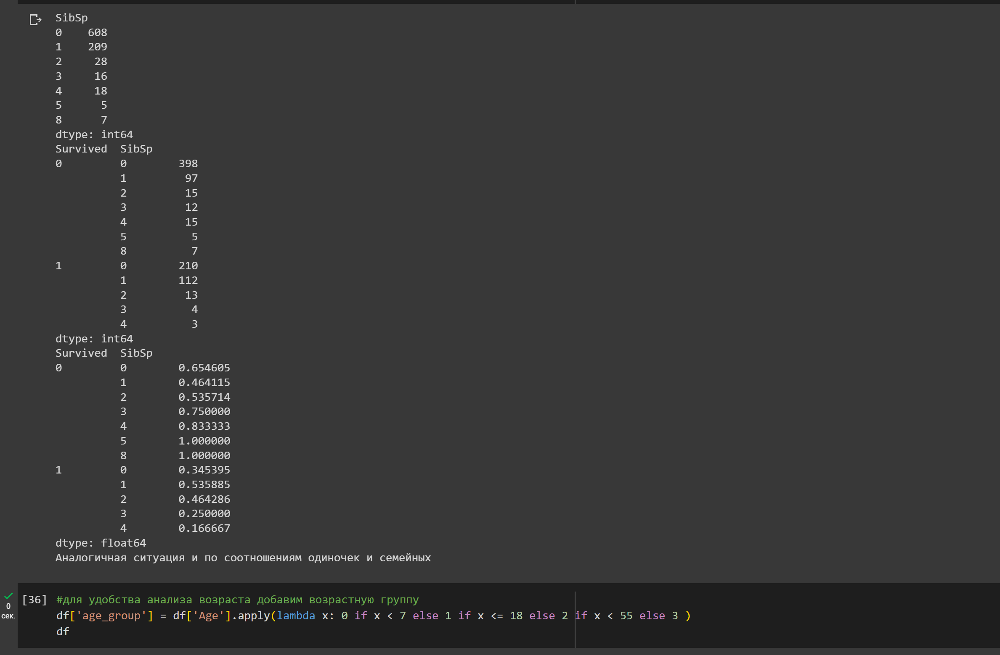 SibSp
0    608
1    209
2     28
3     16
4     18
5      5
8      7
dtype: int64
Survived  SibSp
0         0        398
          1         97
          2         15
          3         12
          4         15
          5          5
          8          7
1         0        210
          1        112
          2         13
          3          4
          4          3
dtype: int64
Survived  SibSp
0         0        0.654605
          1        0.464115
          2        0.535714
          3        0.750000
          4        0.833333
          5        1.000000
          8        1.000000
1         0        0.345395
          1        0.535885
          2        0.464286
          3        0.250000
          4        0.166667
dtype: float64
Аналогичная ситуация и по соотношениям одиночек и семейных
0
сек.
[36] #для удобства анализа возраста добавим возрастную группу
df['age_group'] = df['Age'].apply(lambda x: 0 if x < 7 else 1 if x <= 18 else 2 if x < 55 else 3 )
df